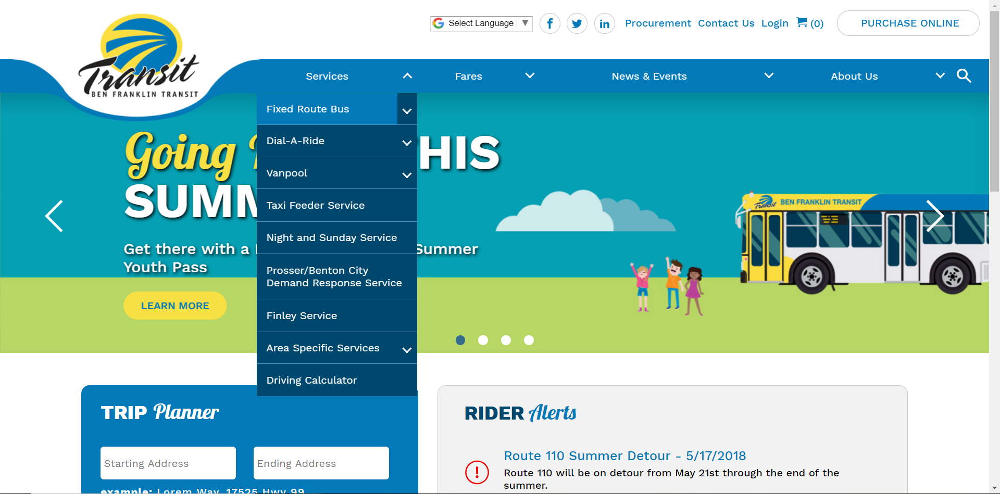 Select Language ▼
Procurement Contact Us Login (0)
PURCHASE ONLINE
Transit
BEN FRANKLIN TRANSIT
Services
Fares
News & Events
About Us
Fixed Route Bus
Dial-A-Ride
Vanpool
Taxi Feeder Service
Night and Sunday Service
Prosser/Benton City
Demand Response Service
Finley Service
Area Specific Services
Driving Calculator
Going HIS
SUMM
Get there with a Summer
Youth Pass
LEARN MORE
Transit BEN FRANKLIN TRANSIT
TRIP Planner
Starting Address
Ending Address
example: Lorem Way, 17525 Hwy 99
RIDER Alerts
Route 110 Summer Detour - 5/17/2018
Route 110 will be on detour from May 21st through the end of the
summer.